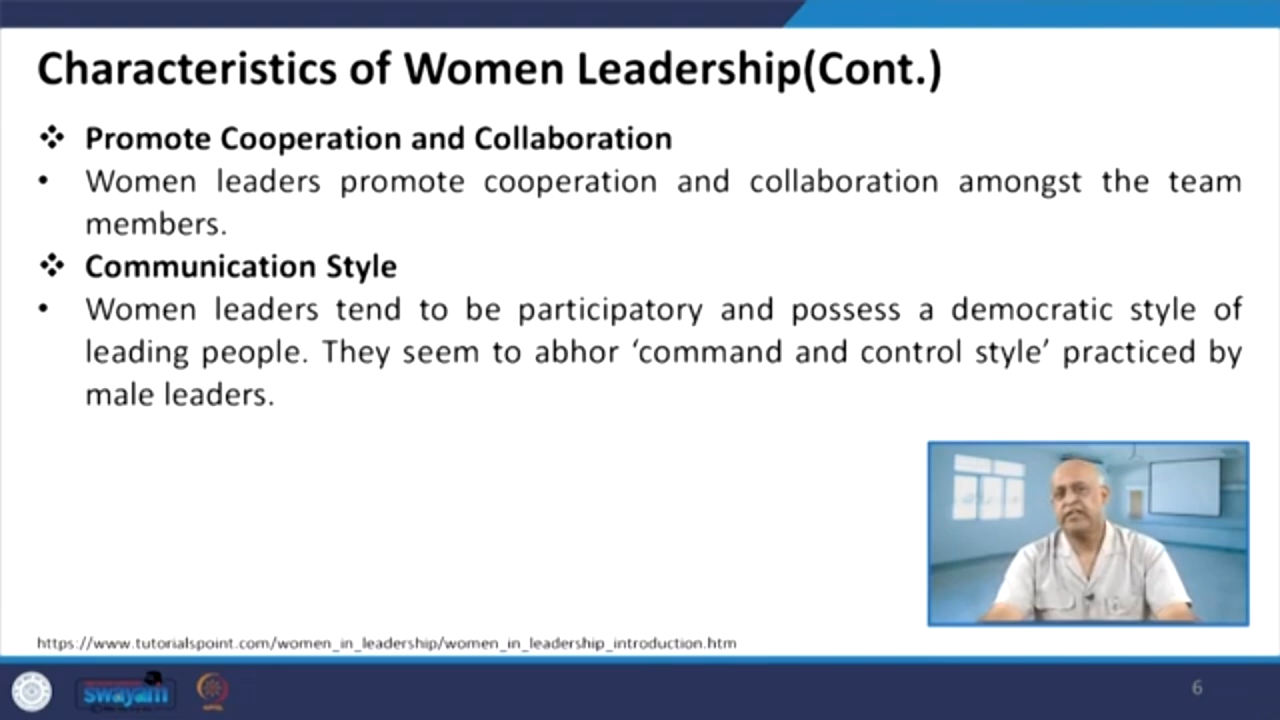 Characteristics of Women Leadership(Cont.)
❖ Promote Cooperation and Collaboration
• Women leaders promote cooperation and collaboration amongst the team
members.
❖ Communication Style
• Women leaders tend to be participatory and possess a democratic style of
leading people. They seem to abhor ‘command and control style’ practiced by
male leaders.
https://www.tutorialspoint.com/women_in_leadership/women_in_leadership_introduction.htm
swayam
6